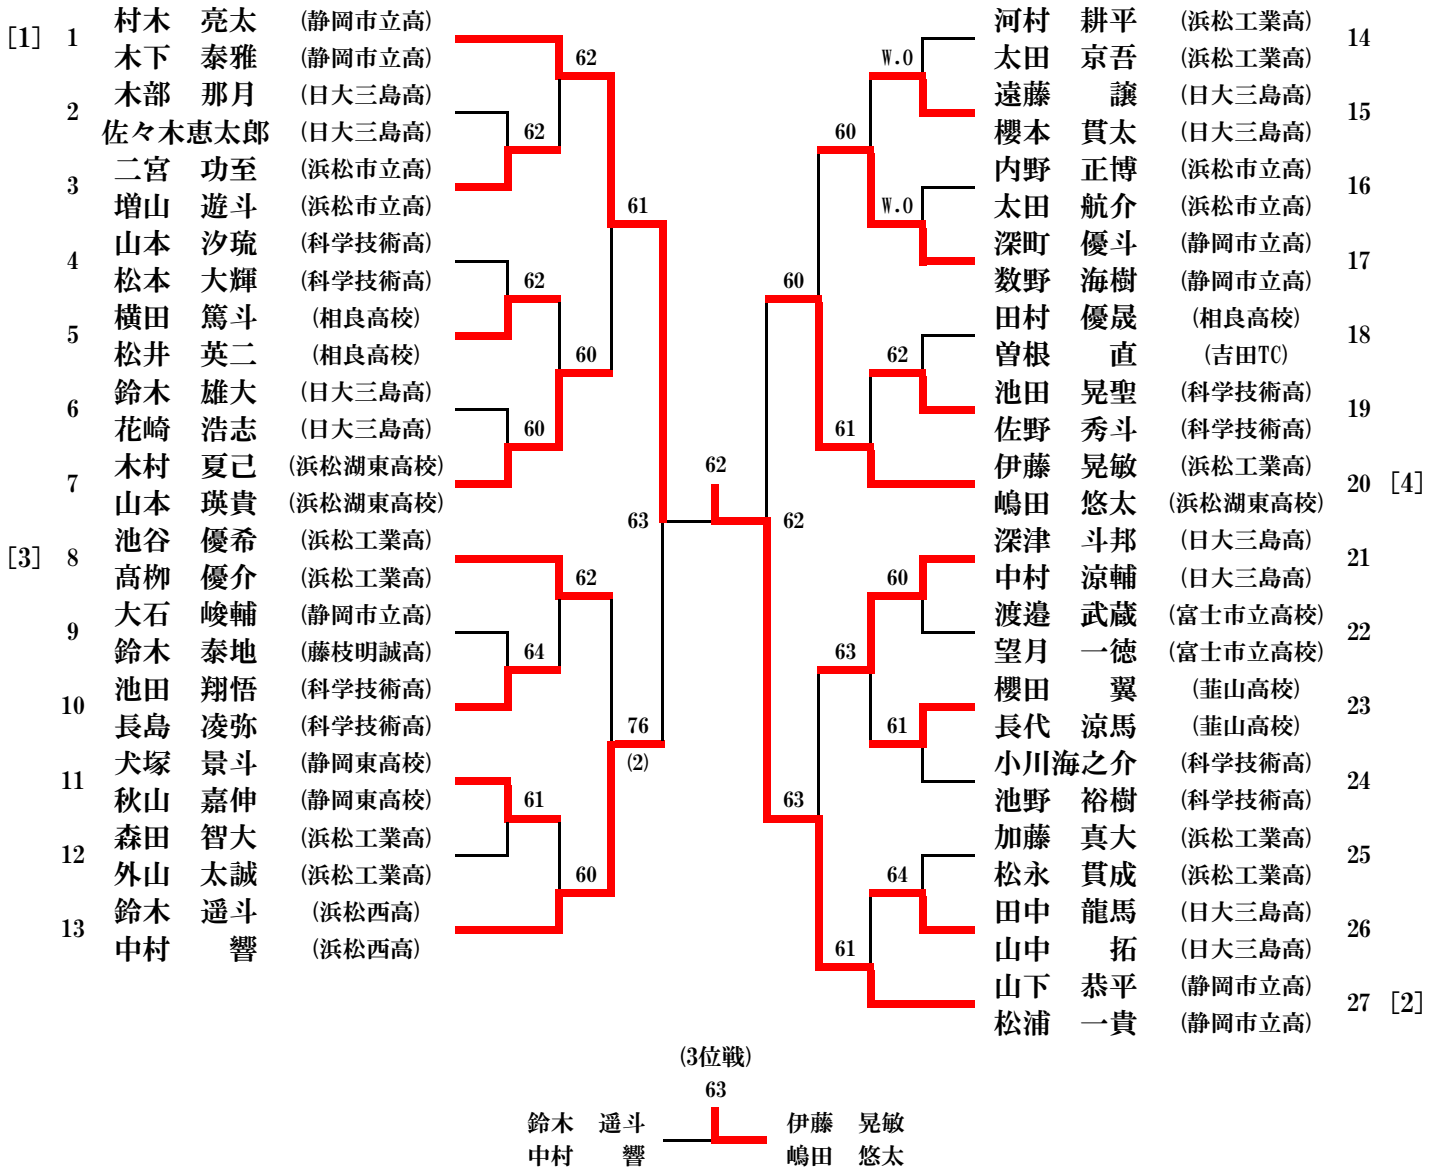 [1] 1 村木 亮太 (静岡市立高)
木下 泰雅 (静岡市立高)
2 木部 那月 (日大三島高)
佐々木恵太郎 (日大三島高)
3 二宮 功至 (浜松市立高)
増山 遊斗 (浜松市立高)
4 山本 汐琉 (科学技術高)
松本 大輝 (科学技術高)
5 横田 篤斗 (相良高校)
松井 英二 (相良高校)
6 鈴木 雄大 (日大三島高)
花崎 浩志 (日大三島高)
7 木村 夏己 (浜松湖東高校)
山本 瑛貴 (浜松湖東高校)
[3] 8 池谷 優希 (浜松工業高)
髙栁 優介 (浜松工業高)
9 大石 峻輔 (静岡市立高)
鈴木 泰地 (藤枝明誠高)
10 池田 翔悟 (科学技術高)
長島 凌弥 (科学技術高)
11 犬塚 景斗 (静岡東高校)
秋山 嘉伸 (静岡東高校)
12 森田 智大 (浜松工業高)
外山 太誠 (浜松工業高)
13 鈴木 遥斗 (浜松西高)
中村 響 (浜松西高)
62
62
61
62
60
60
63
62
64
76
(2)
61
60
62
W.0
60
W.0
60
62
61
62
60
63
61
63
64
61
河村 耕平 (浜松工業高) 14
太田 京吾 (浜松工業高)
遠藤 譲 (日大三島高) 15
櫻本 貫太 (日大三島高)
内野 正博 (浜松市立高) 16
太田 航介 (浜松市立高)
深町 優斗 (静岡市立高) 17
数野 海樹 (静岡市立高)
田村 優晟 (相良高校) 18
曽根 直 (吉田TC)
池田 晃聖 (科学技術高) 19
佐野 秀斗 (科学技術高)
伊藤 晃敏 (浜松工業高) 20 [4]
嶋田 悠太 (浜松湖東高校)
深津 斗邦 (日大三島高) 21
中村 涼輔 (日大三島高)
渡邉 武蔵 (富士市立高校) 22
望月 一徳 (富士市立高校)
櫻田 翼 (韮山高校) 23
長代 涼馬 (韮山高校)
小川海之介 (科学技術高) 24
池野 裕樹 (科学技術高)
加藤 真大 (浜松工業高) 25
松永 貫成 (浜松工業高)
田中 龍馬 (日大三島高) 26
山中 拓 (日大三島高)
山下 恭平 (静岡市立高) 27 [2]
松浦 一貴 (静岡市立高)
(3位戦)
63
鈴木 遥斗 伊藤 晃敏
中村 響 嶋田 悠太